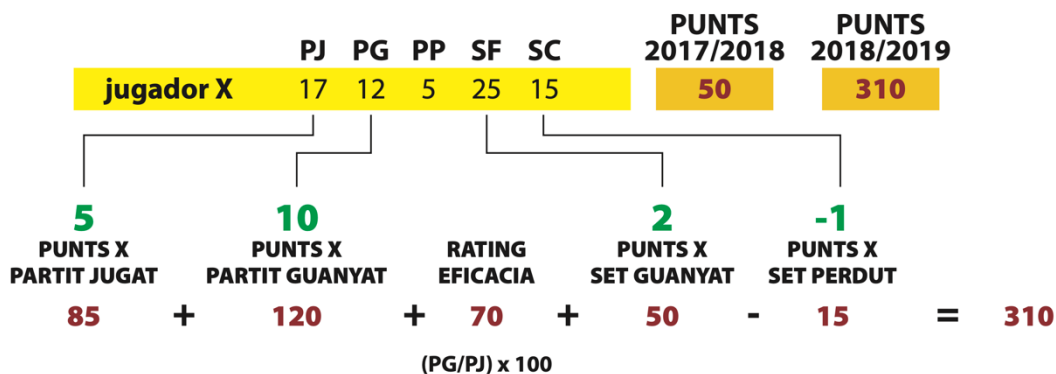 PJ PG PP SF SC PUNTS 2017/2018 PUNTS 2018/2019
jugador X 17 12 5 25 15 50 310
5 10 2 -1
PUNTS X PARTIT JUGAT PUNTS X PARTIT GUANYAT RATING EFICACIA PUNTS X SET GUANYAT PUNTS X SET PERDUT
85 + 120 + 70 + 50 - 15 = 310
(PG/PJ) x 100